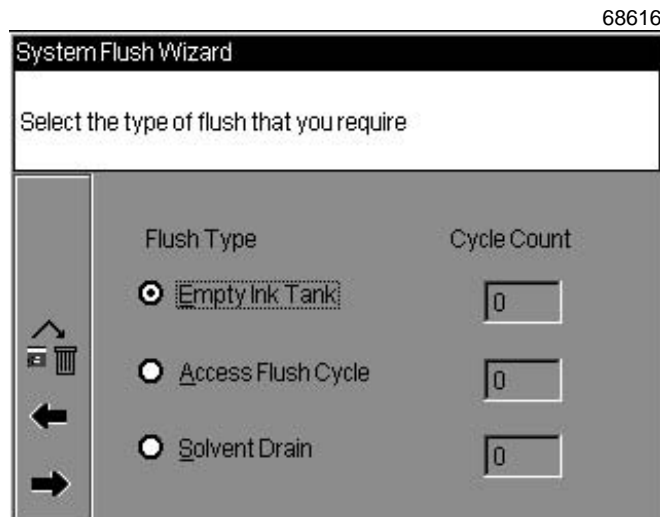 68616
System Flush Wizard
Select the type of flush that you require
Flush Type Cycle Count
Empty Ink Tank 0
Access Flush Cycle 0
Solvent Drain 0